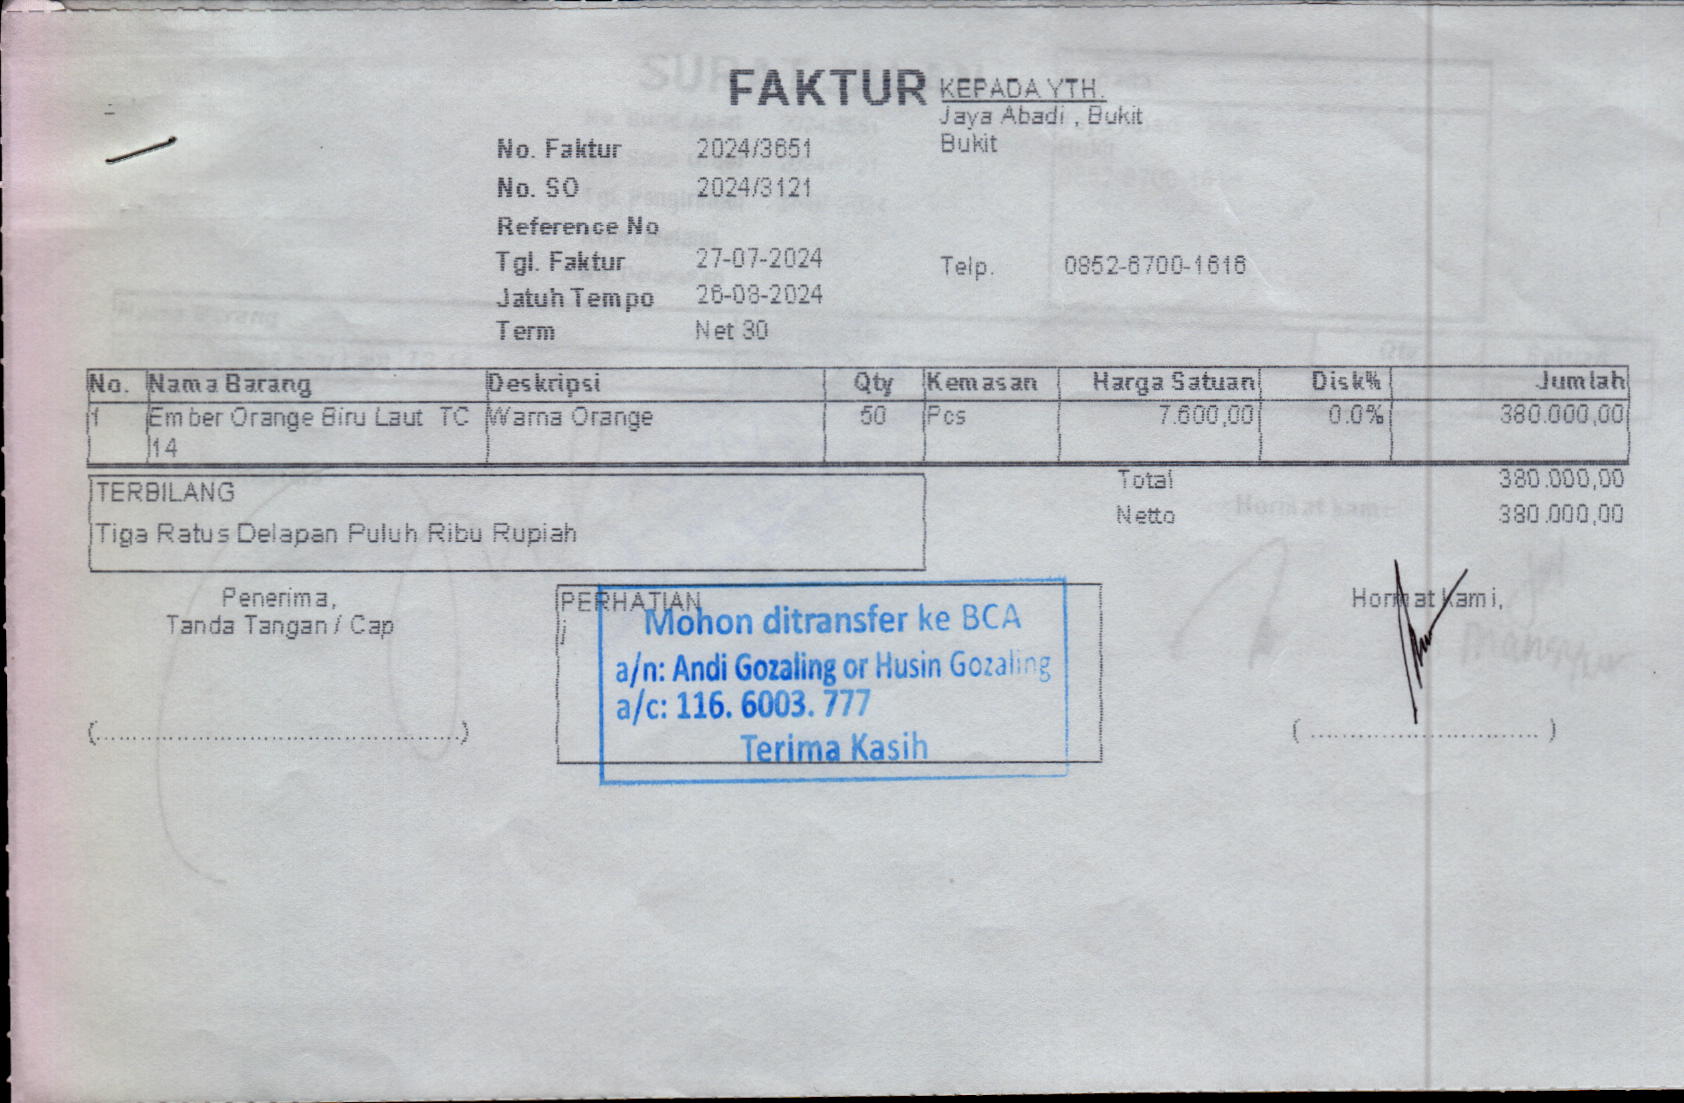 FAKTUR
KEPADA YTH.
Jaya Abadi , Bukit
Bukit
No. Faktur 2024/3651
No. SO 2024/3121
Reference No
Tgl. Faktur 27-07-2024
Telp. 0852-6700-1616
Jatuh Tempo 26-08-2024
Term Net 30
No. Nama Barang Deskripsi Qty Kemasan Harga Satuan Disk% Jumlah
1 Ember Orange Biru Laut TC Warna Orange 50 Pcs 7.600,00 0.0% 380.000,00
14
Total 380.000,00
Netto 380.000,00
TERBILANG
Tiga Ratus Delapan Puluh Ribu Rupiah
Penerima,
Tanda Tangan / Cap
(...........................................)
PERHATIAN
j
Mohon ditransfer ke BCA
a/n: Andi Gozaling or Husin Gozaling
a/c: 116. 6003. 777
Terima Kasih
Hormat kami,
( ............................ )